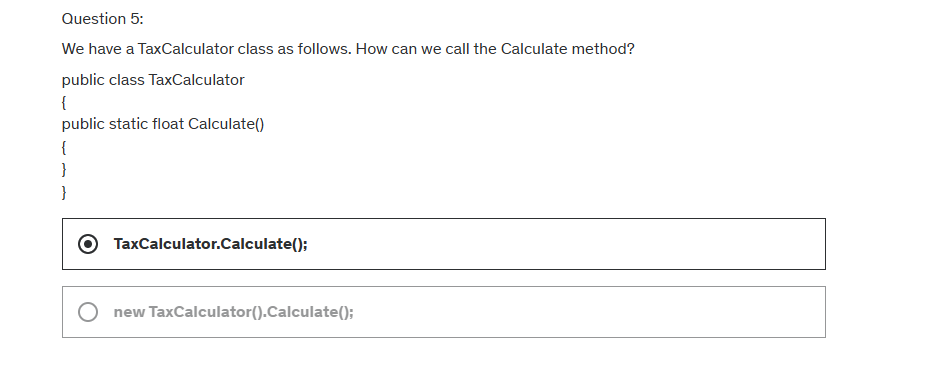 Question 5:
We have a TaxCalculator class as follows. How can we call the Calculate method?
public class TaxCalculator
{
public static float Calculate()
{
}
}
TaxCalculator.Calculate();
new TaxCalculator().Calculate();